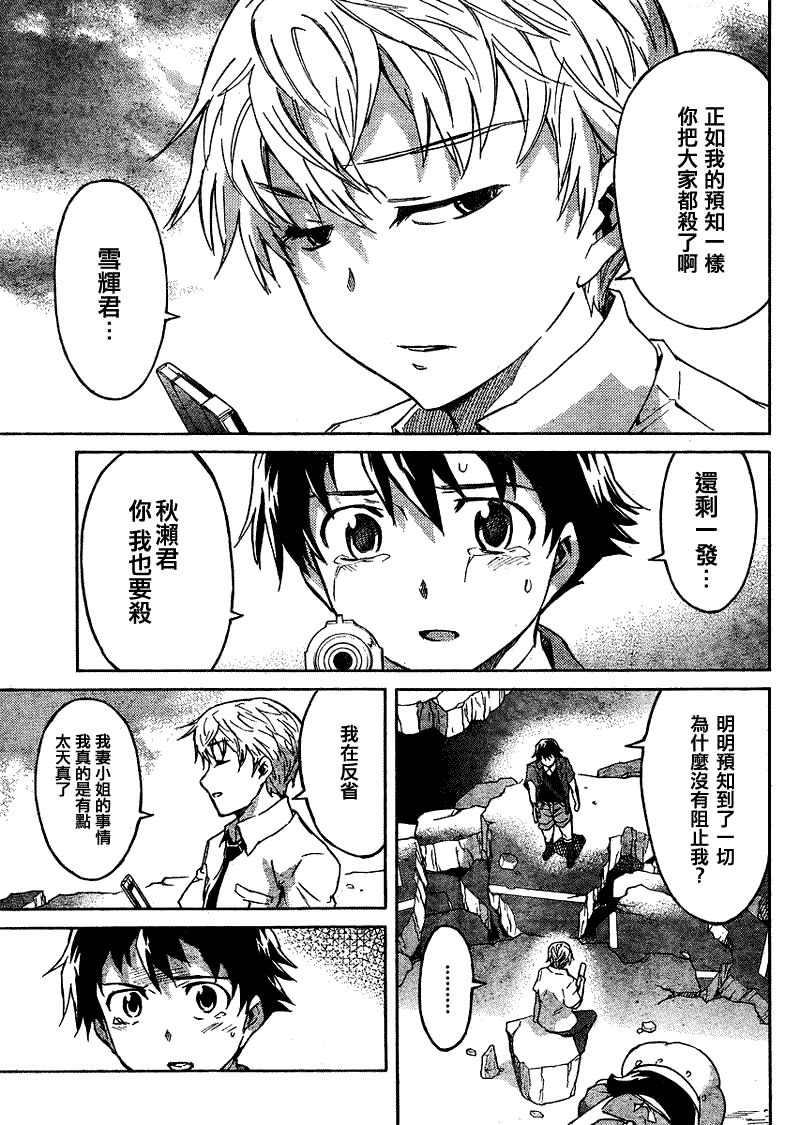 正如我的預知一樣
你把大家都殺了啊
雪輝君…
還剩一發…
秋瀨君
你 我也要殺
明明預知到了一切
為什麼沒有阻止我？
………
我在反省
我妻小姐的事情
我真的是有點
太天真了